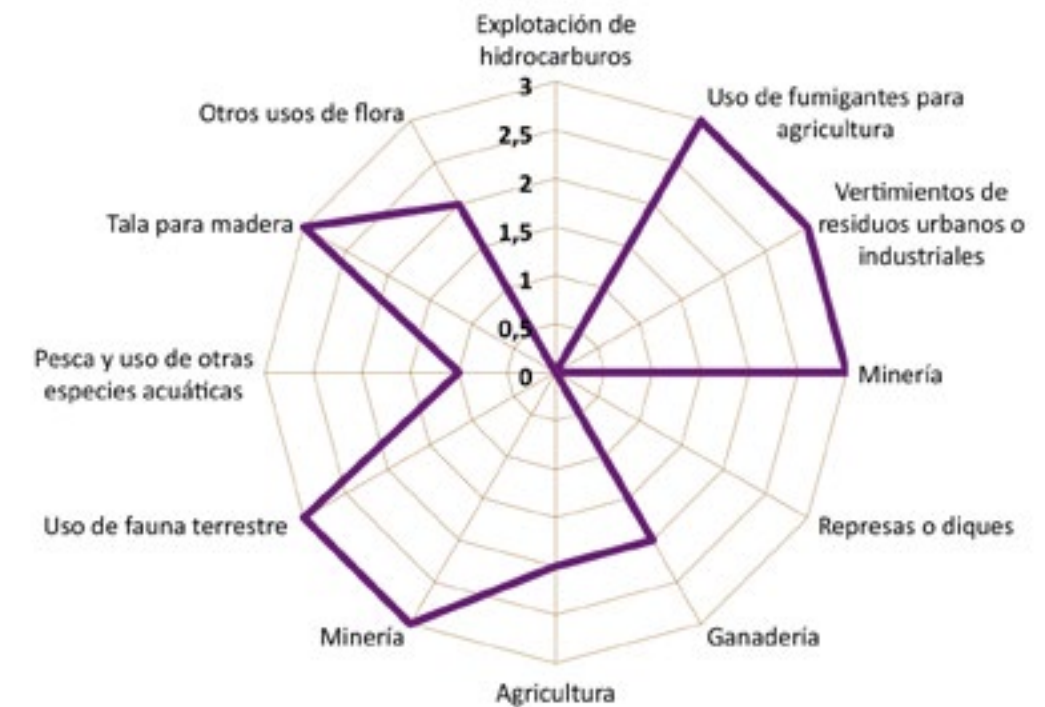 Explotación de
hidrocarburos
Uso de fumigantes para
agricultura
Vertimientos de
residuos urbanos o
industriales
Minería
Represas o diques
Ganadería
Agricultura
Minería
Uso de fauna terrestre
Pesca y uso de otras
especies acuáticas
Tala para madera
Otros usos de flora
3
2,5
2
1,5
1
0,5
0